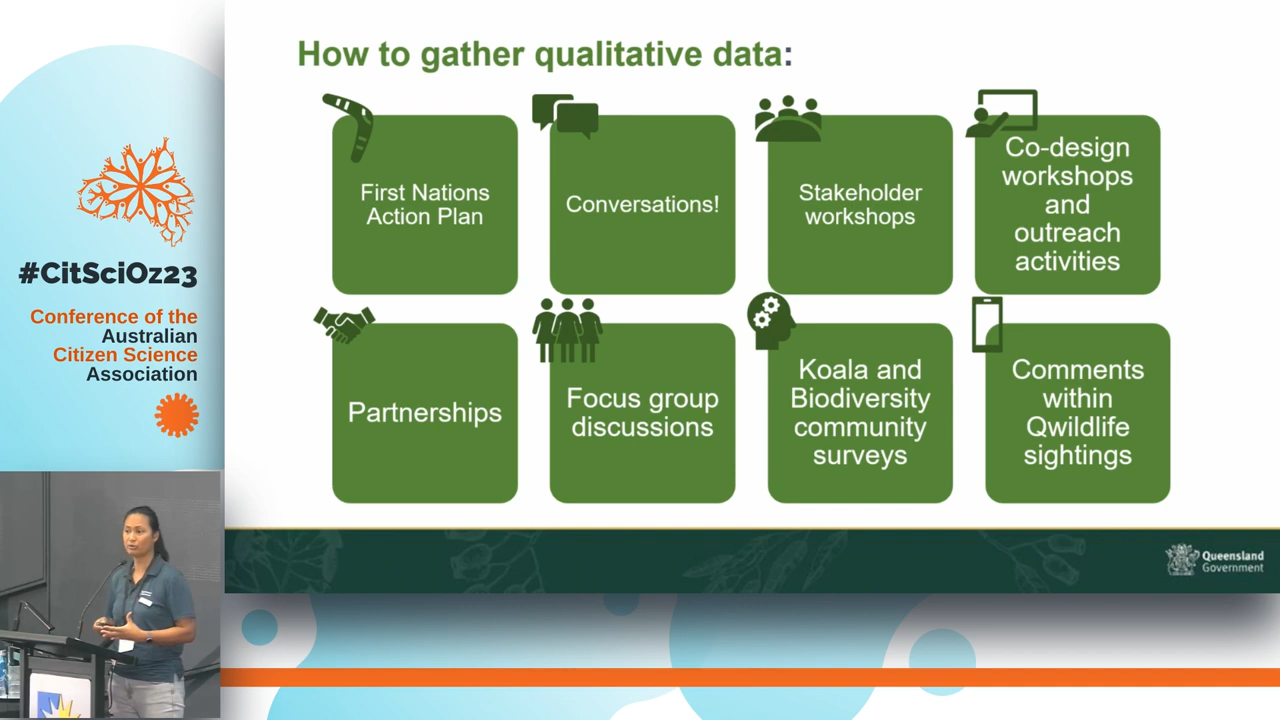 How to gather qualitative data:
First Nations
Action Plan
Conversations!
Stakeholder
workshops
Co-design
workshops
and
outreach
activities
Partnerships
Focus group
discussions
Koala and
Biodiversity
community
surveys
Comments
within
Qwildlife
sightings
#CitSciOz23
Conference of the
Australian
Citizen Science
Association
Queensland
Government